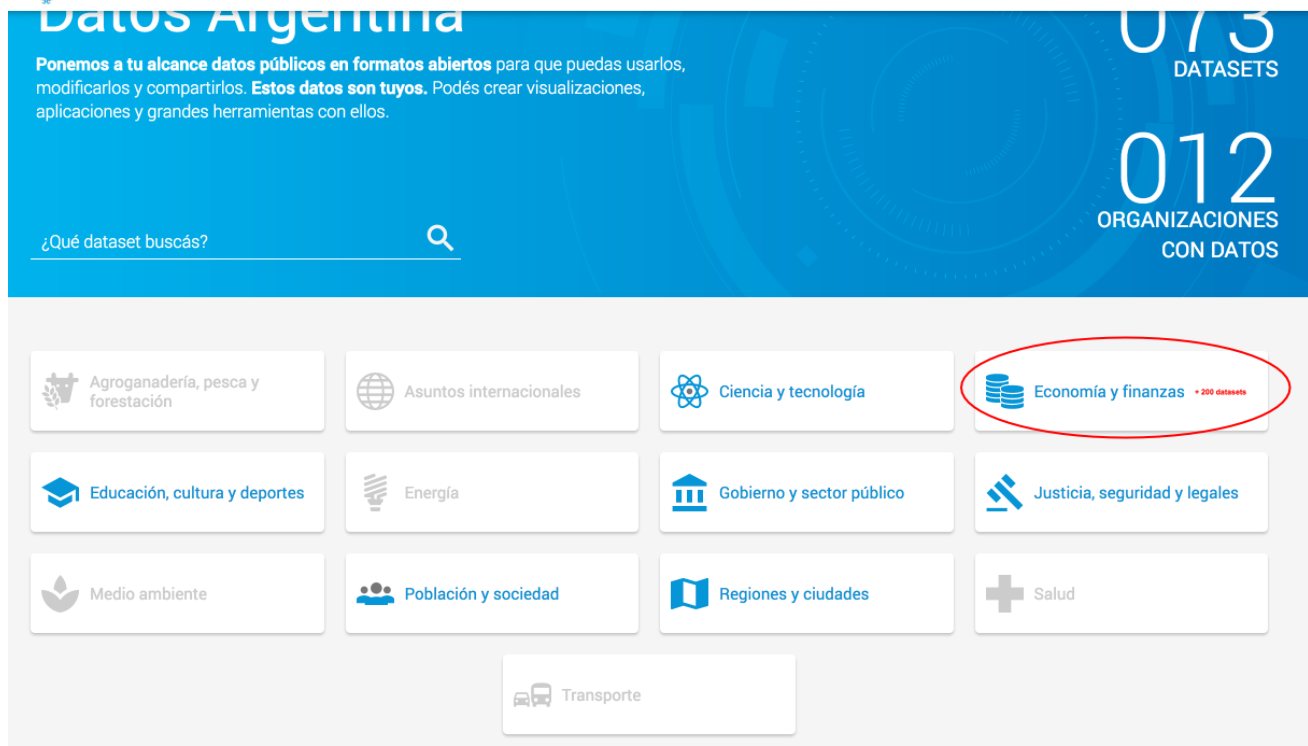 Datos Argentina
073
DATASETS
Ponemos a tu alcance datos públicos en formatos abiertos para que puedas usarlos,
modificarlos y compartirlos. Estos datos son tuyos. Podés crear visualizaciones,
aplicaciones y grandes herramientas con ellos.
012
ORGANIZACIONES
CON DATOS
¿Qué dataset buscás?
Agroganadería, pesca y
forestación
Asuntos internacionales
Ciencia y tecnología
Economía y finanzas + 200 datasets
Educación, cultura y deportes
Energía
Gobierno y sector público
Justicia, seguridad y legales
Medio ambiente
Población y sociedad
Regiones y ciudades
Salud
Transporte